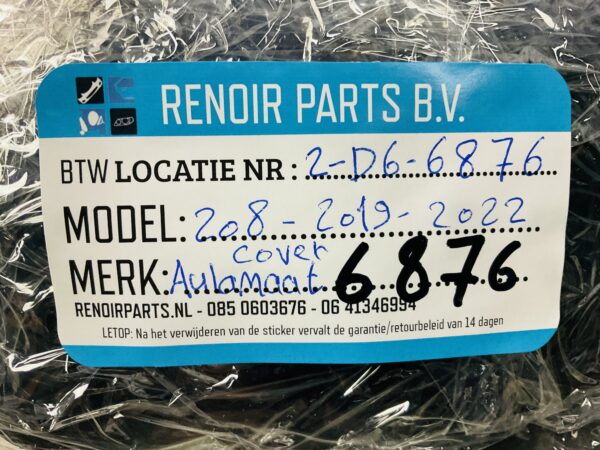 RENOIR PARTS B.V.
BTW LOCATIE NR : 2-D6-6876
MODEL: 208 - 2019 - 2022
cover
MERK: Aulamaat 6876
RENOIRPARTS.NL - 085 0603676 - 06 41346994
LETOP: Na het verwijderen van de sticker vervalt de garantie/retourbeleid van 14 dagen